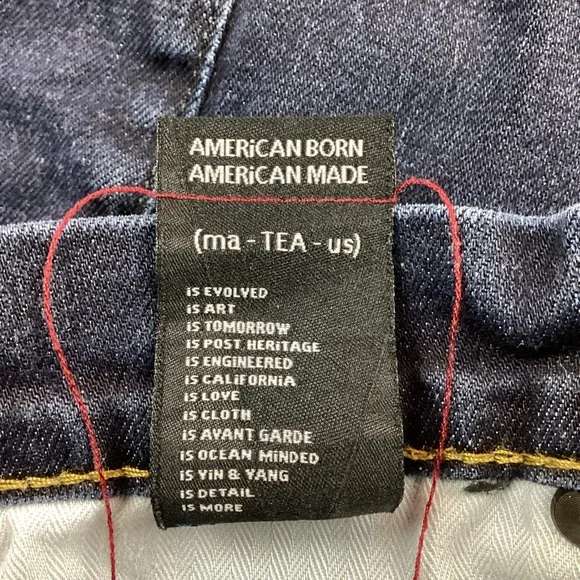 AMERiCAN BORN
AMERiCAN MADE
(ma - TEA - us)
iS EVOLVED
iS ART
iS TOMORROW
iS POST HERiTAGE
iS ENGiNEERED
iS CALiFORNiA
iS LOVE
iS CLOTH
iS AVANT GARDE
iS OCEAN MiNDED
iS YiN & YANG
iS DETAiL
iS MORE